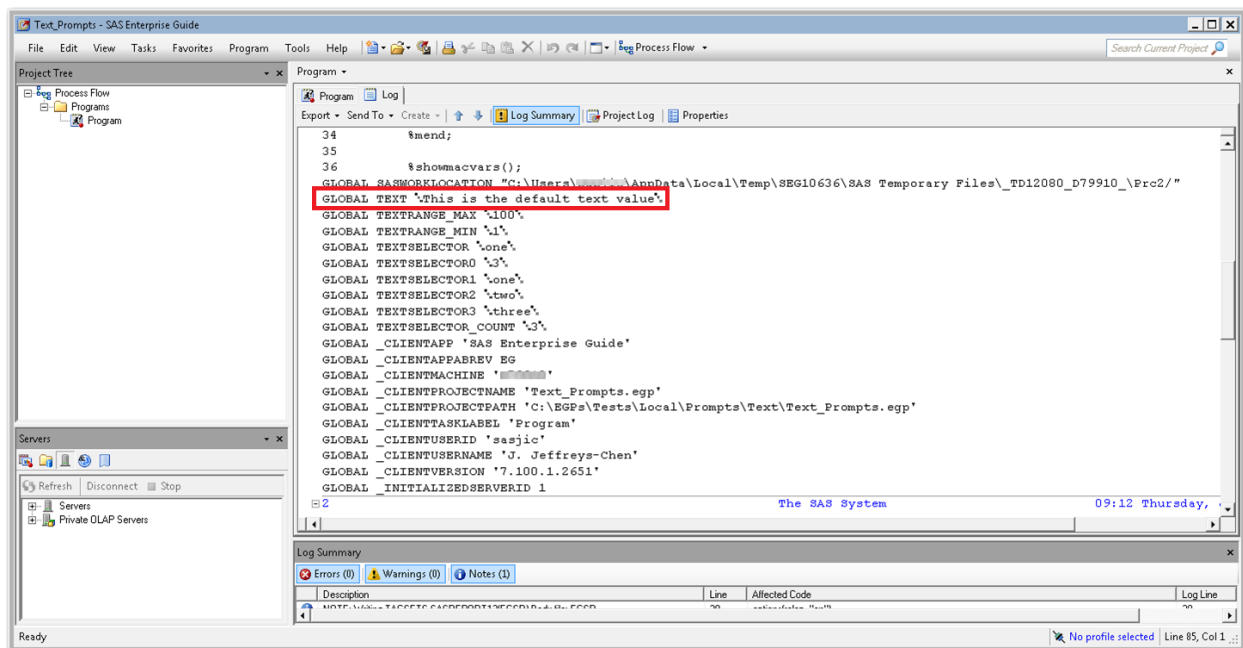 Text_Prompts - SAS Enterprise Guide
File Edit View Tasks Favorites Program Tools Help Process Flow Search Current Project
Project Tree
Process Flow
Programs
Program
Servers
Refresh Disconnect Stop
Servers
Private OLAP Servers
Program
Program Log
Export Send To Create Log Summary Project Log Properties
34 %mend;
35
36 %showmacvars();
GLOBAL SASWORKLOCATION "C:\Users\ \AppData\Local\Temp\SEG10636\SAS Temporary Files\_TD12080_D79910_\Prc2/"
GLOBAL TEXT This is the default text value
GLOBAL TEXTRANGE_MAX 100
GLOBAL TEXTRANGE_MIN 1
GLOBAL TEXTSELECTOR one
GLOBAL TEXTSELECTOR0 3
GLOBAL TEXTSELECTOR1 one
GLOBAL TEXTSELECTOR2 two
GLOBAL TEXTSELECTOR3 three
GLOBAL TEXTSELECTOR_COUNT 3
GLOBAL _CLIENTAPP 'SAS Enterprise Guide'
GLOBAL _CLIENTAPPABREV EG
GLOBAL _CLIENTMACHINE ' '
GLOBAL _CLIENTPROJECTNAME 'Text_Prompts.egp'
GLOBAL _CLIENTPROJECTPATH 'C:\EGPs\Tests\Local\Prompts\Text\Text_Prompts.egp'
GLOBAL _CLIENTTASKLABEL 'Program'
GLOBAL _CLIENTUSERID 'sasjic'
GLOBAL _CLIENTUSERNAME 'J. Jeffreys-Chen'
GLOBAL _CLIENTVERSION '7.100.1.2651'
GLOBAL _INITIALIZEDSERVERID 1
2 The SAS System 09:12 Thursday,
Log Summary
Errors (0) Warnings (0) Notes (1)
Description Line Affected Code Log Line
Ready No profile selected Line 85, Col 1